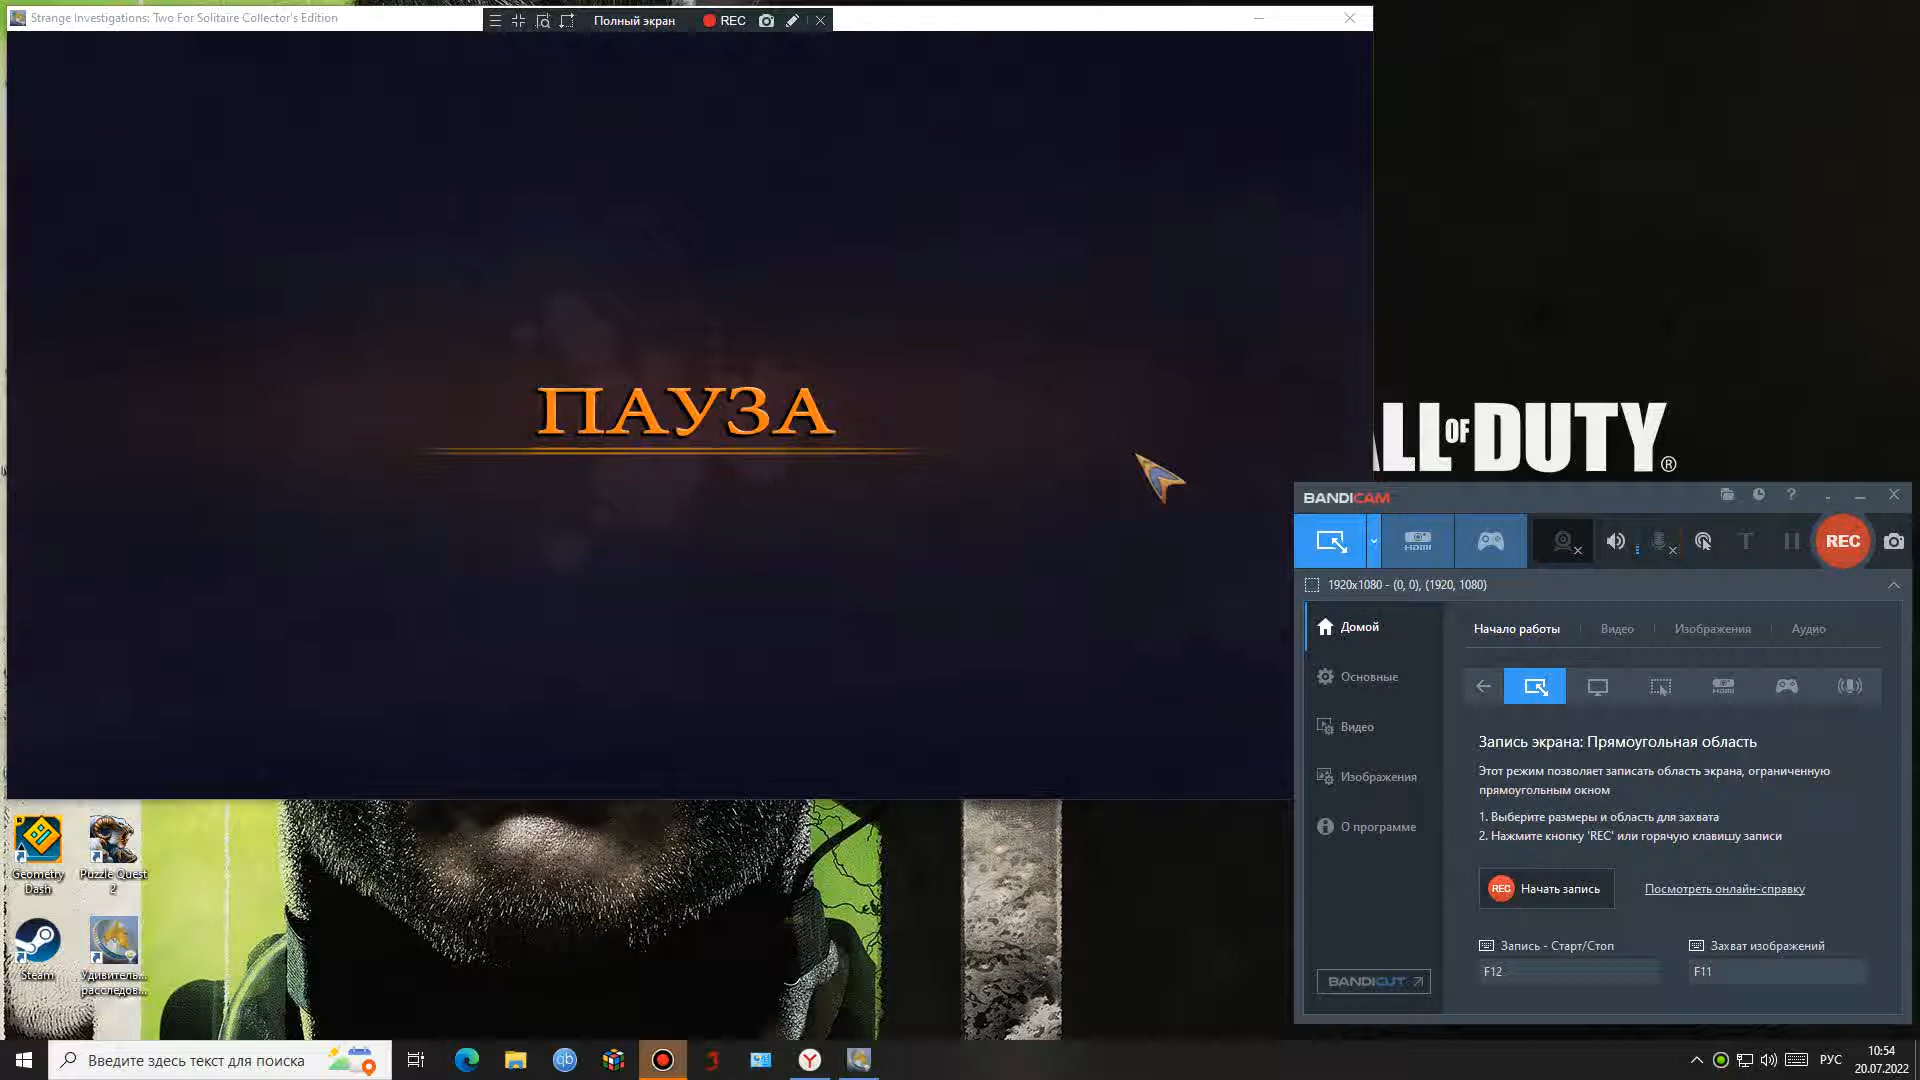 Strange Investigations: Two For Solitaire Collector's Edition
Полный экран
REC
ПАУЗА
ALL OF DUTY®
BANDICAM
HDMI
REC
1920x1080 - (0, 0), (1920, 1080)
Домой
Основные
Видео
Изображения
О программе
BANDICUT
Начало работы
Видео
Изображения
Аудио
HDMI
Запись экрана: Прямоугольная область
Этот режим позволяет записать область экрана, ограниченную
прямоугольным окном
1. Выберите размеры и область для захвата
2. Нажмите кнопку 'REC' или горячую клавишу записи
REC Начать запись
Посмотреть онлайн-справку
Запись - Старт/Стоп
Захват изображений
F12
F11
Geometry
Dash
Puzzle Quest
2
Steam
Удивитель...
расследов...
Введите здесь текст для поиска
qb
РУС
10:54
20.07.2022